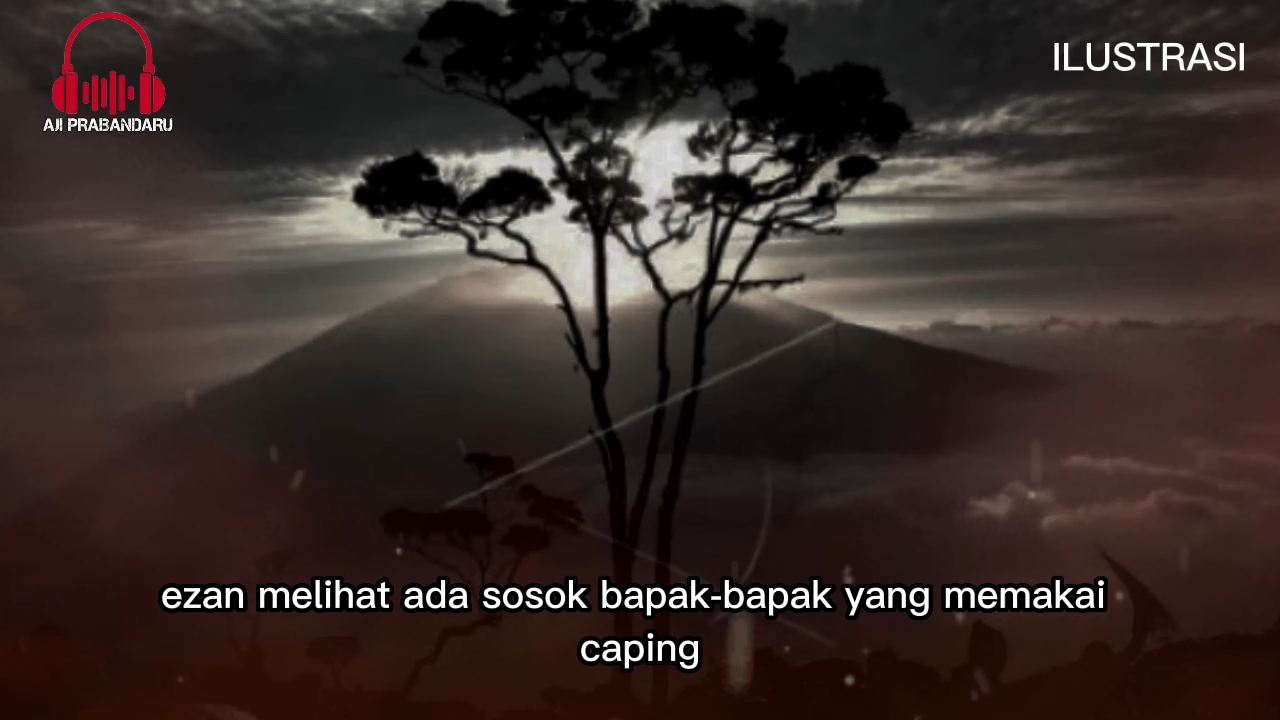 AJI PRABANDARU
ILUSTRASI
ezan melihat ada sosok bapak-bapak yang memakai
caping